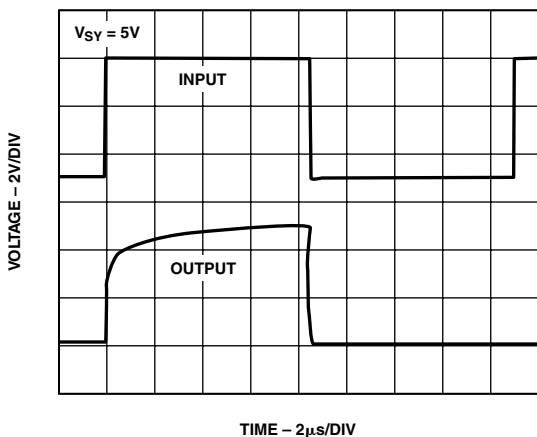 V_SY = 5V
INPUT
VOLTAGE – 2V/DIV
OUTPUT
TIME – 2μs/DIV